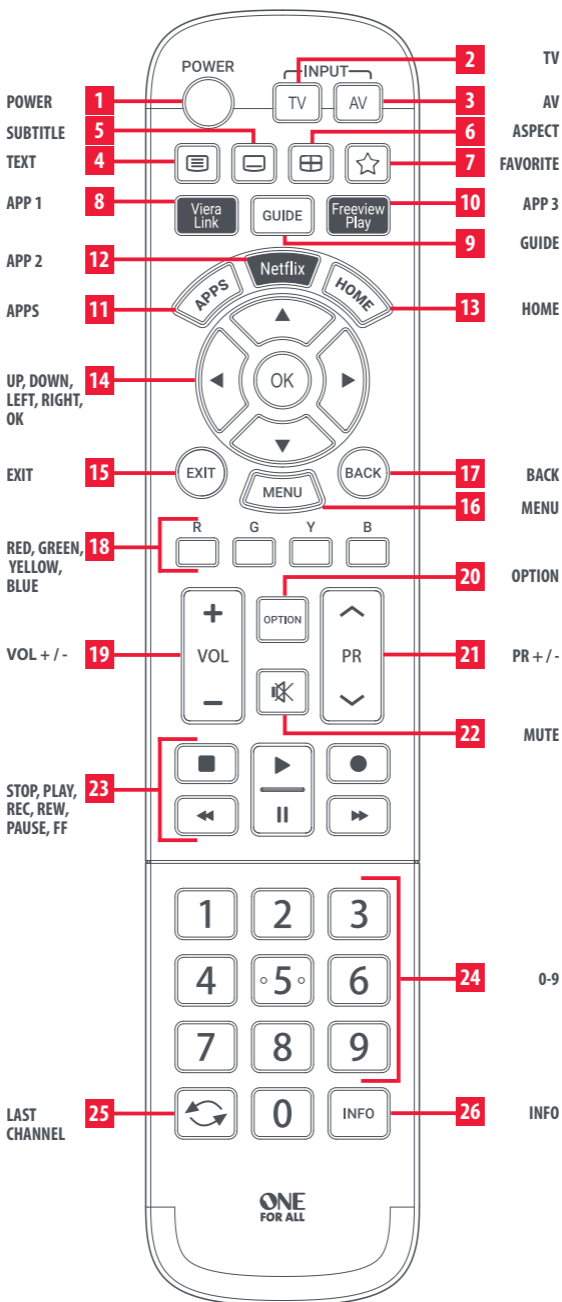 POWER
INPUT
2 TV
POWER 1 TV AV 3 AV
SUBTITLE 5 6 ASPECT
TEXT 4 7 FAVORITE
APP 1 8 Viera Link GUIDE Freeview Play 10 APP 3
9 GUIDE
APP 2 12 Netflix
APPS 11 APPS HOME 13 HOME
UP, DOWN, 14 OK
LEFT, RIGHT,
OK
EXIT 15 EXIT BACK 17 BACK
MENU 16 MENU
R G Y B
RED, GREEN, 18
YELLOW,
BLUE
OPTION 20 OPTION
VOL + / - 19 + VOL – PR 21 PR + / -
22 MUTE
STOP, PLAY, 23
REC, REW,
PAUSE, FF
1 2 3
4 5 6 24 0-9
7 8 9
LAST 25 0 INFO 26 INFO
CHANNEL
ONE
FOR ALL